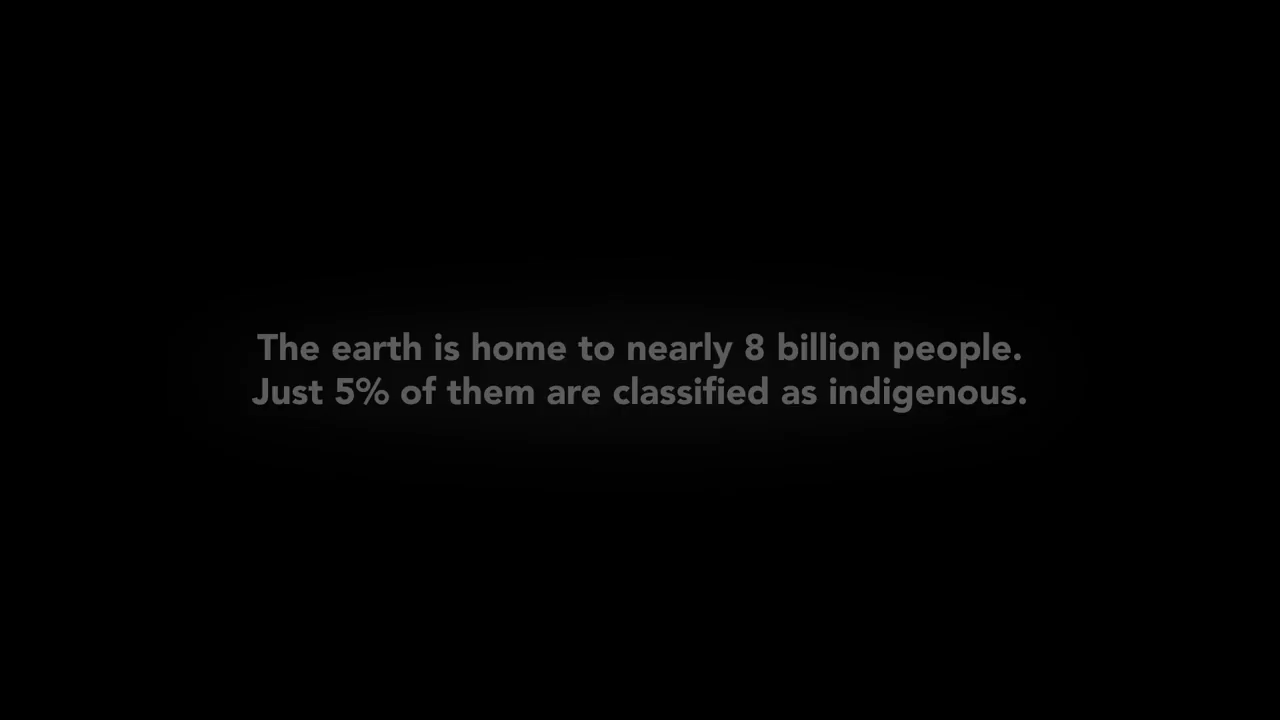 The earth is home to nearly 8 billion people.
Just 5% of them are classified as indigenous.